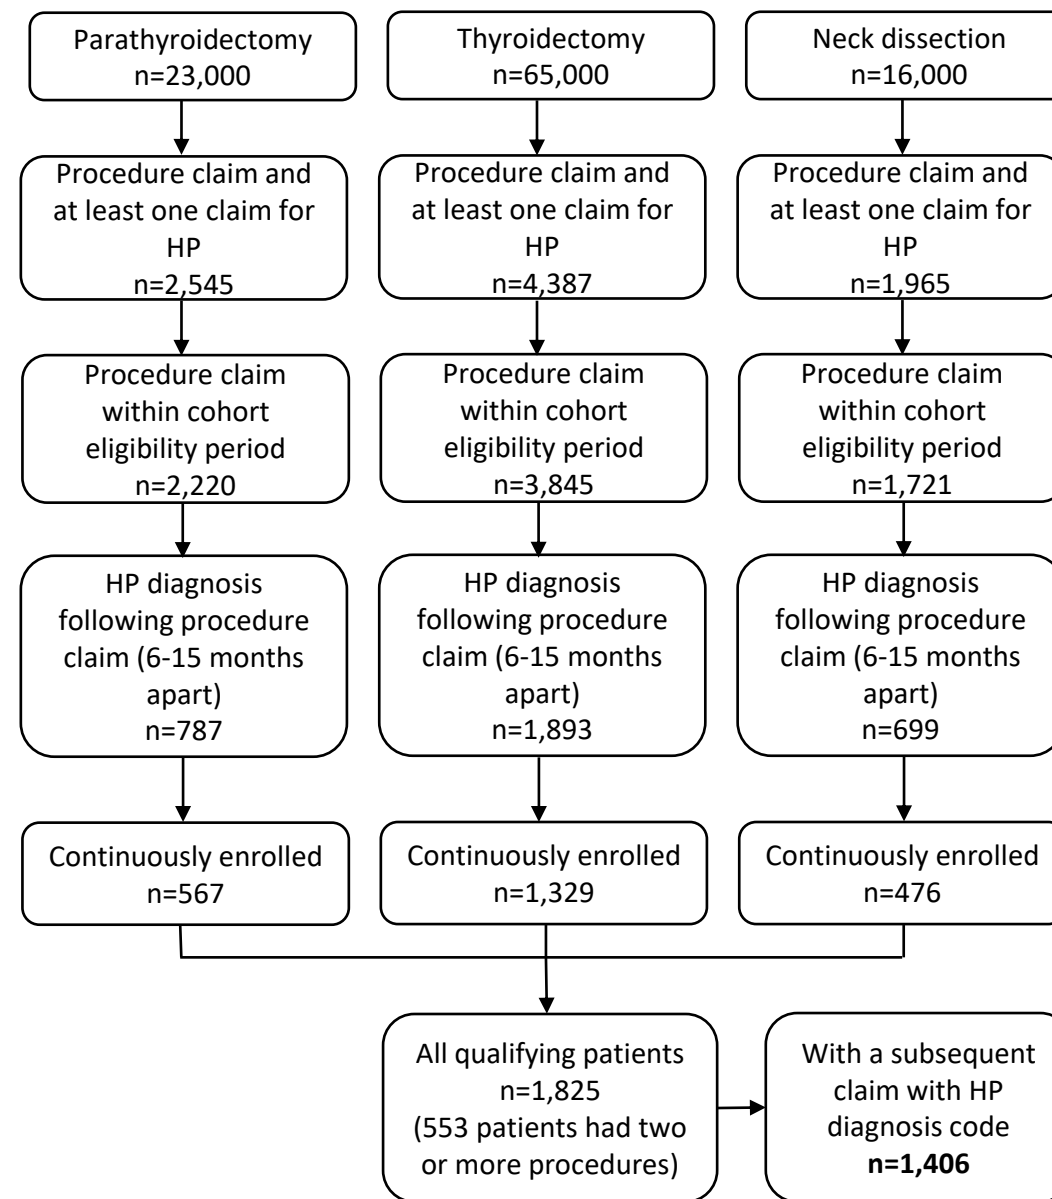 Parathyroidectomy
n=23,000
Thyroidectomy
n=65,000
Neck dissection
n=16,000
Procedure claim and
at least one claim for
HP
n=2,545
Procedure claim and
at least one claim for
HP
n=4,387
Procedure claim and
at least one claim for
HP
n=1,965
Procedure claim
within cohort
eligibility period
n=2,220
Procedure claim
within cohort
eligibility period
n=3,845
Procedure claim
within cohort
eligibility period
n=1,721
HP diagnosis
following procedure
claim (6-15 months
apart)
n=787
HP diagnosis
following procedure
claim (6-15 months
apart)
n=1,893
HP diagnosis
following procedure
claim (6-15 months
apart)
n=699
Continuously enrolled
n=567
Continuously enrolled
n=1,329
Continuously enrolled
n=476
All qualifying patients
n=1,825
(553 patients had two
or more procedures)
With a subsequent
claim with HP
diagnosis code
n=1,406